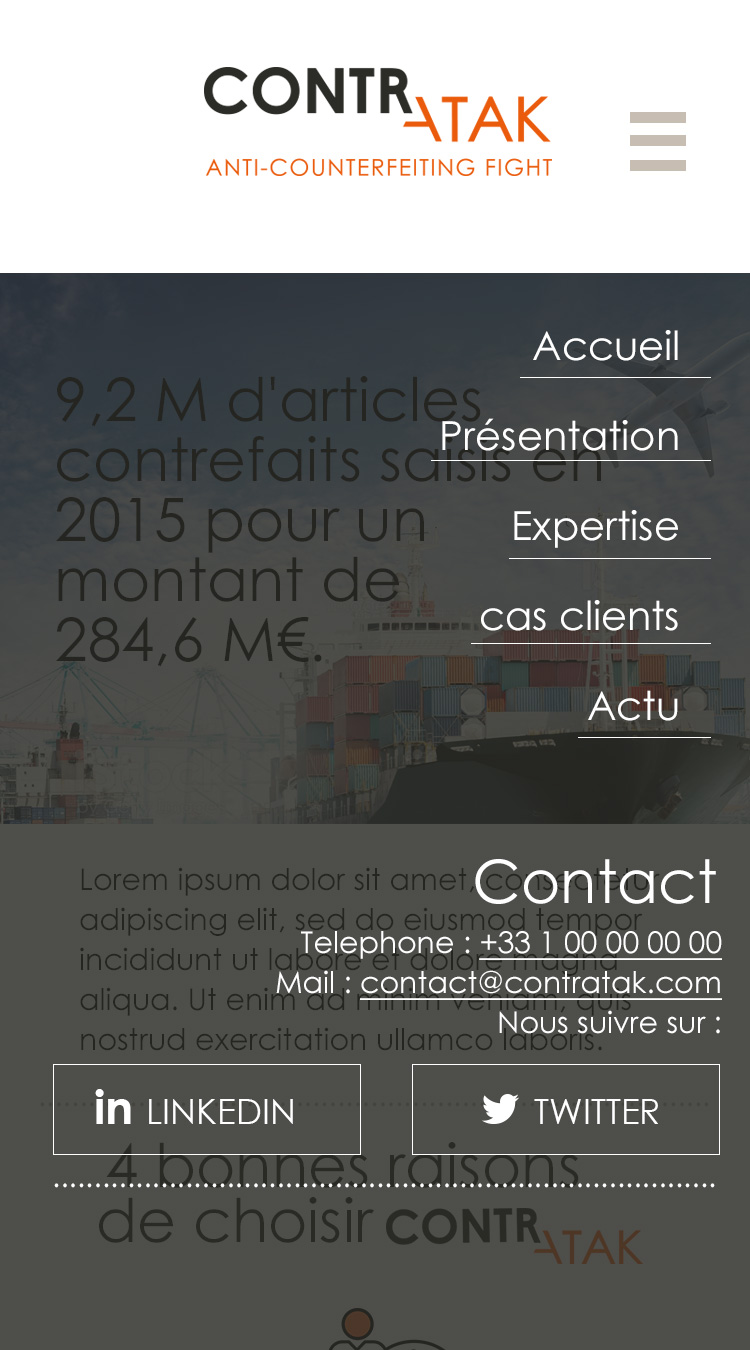 CONTRATAK
ANTI-COUNTERFEITING FIGHT
Accueil
Présentation
Expertise
cas clients
Actu
9,2 M d'articles
contrefaits saisis en
2015 pour un
montant de
284,6 M€.
Contact
Telephone : +33 1 00 00 00 00
Mail : contact@contratak.com
Nous suivre sur :
in LINKEDIN
TWITTER
Lorem ipsum dolor sit amet, consectetur
adipiscing elit, sed do eiusmod tempor
incididunt ut labore et dolore magna
aliqua. Ut enim ad minim veniam, quis
nostrud exercitation ullamco laboris.
4 bonnes raisons
de choisir CONTRATAK